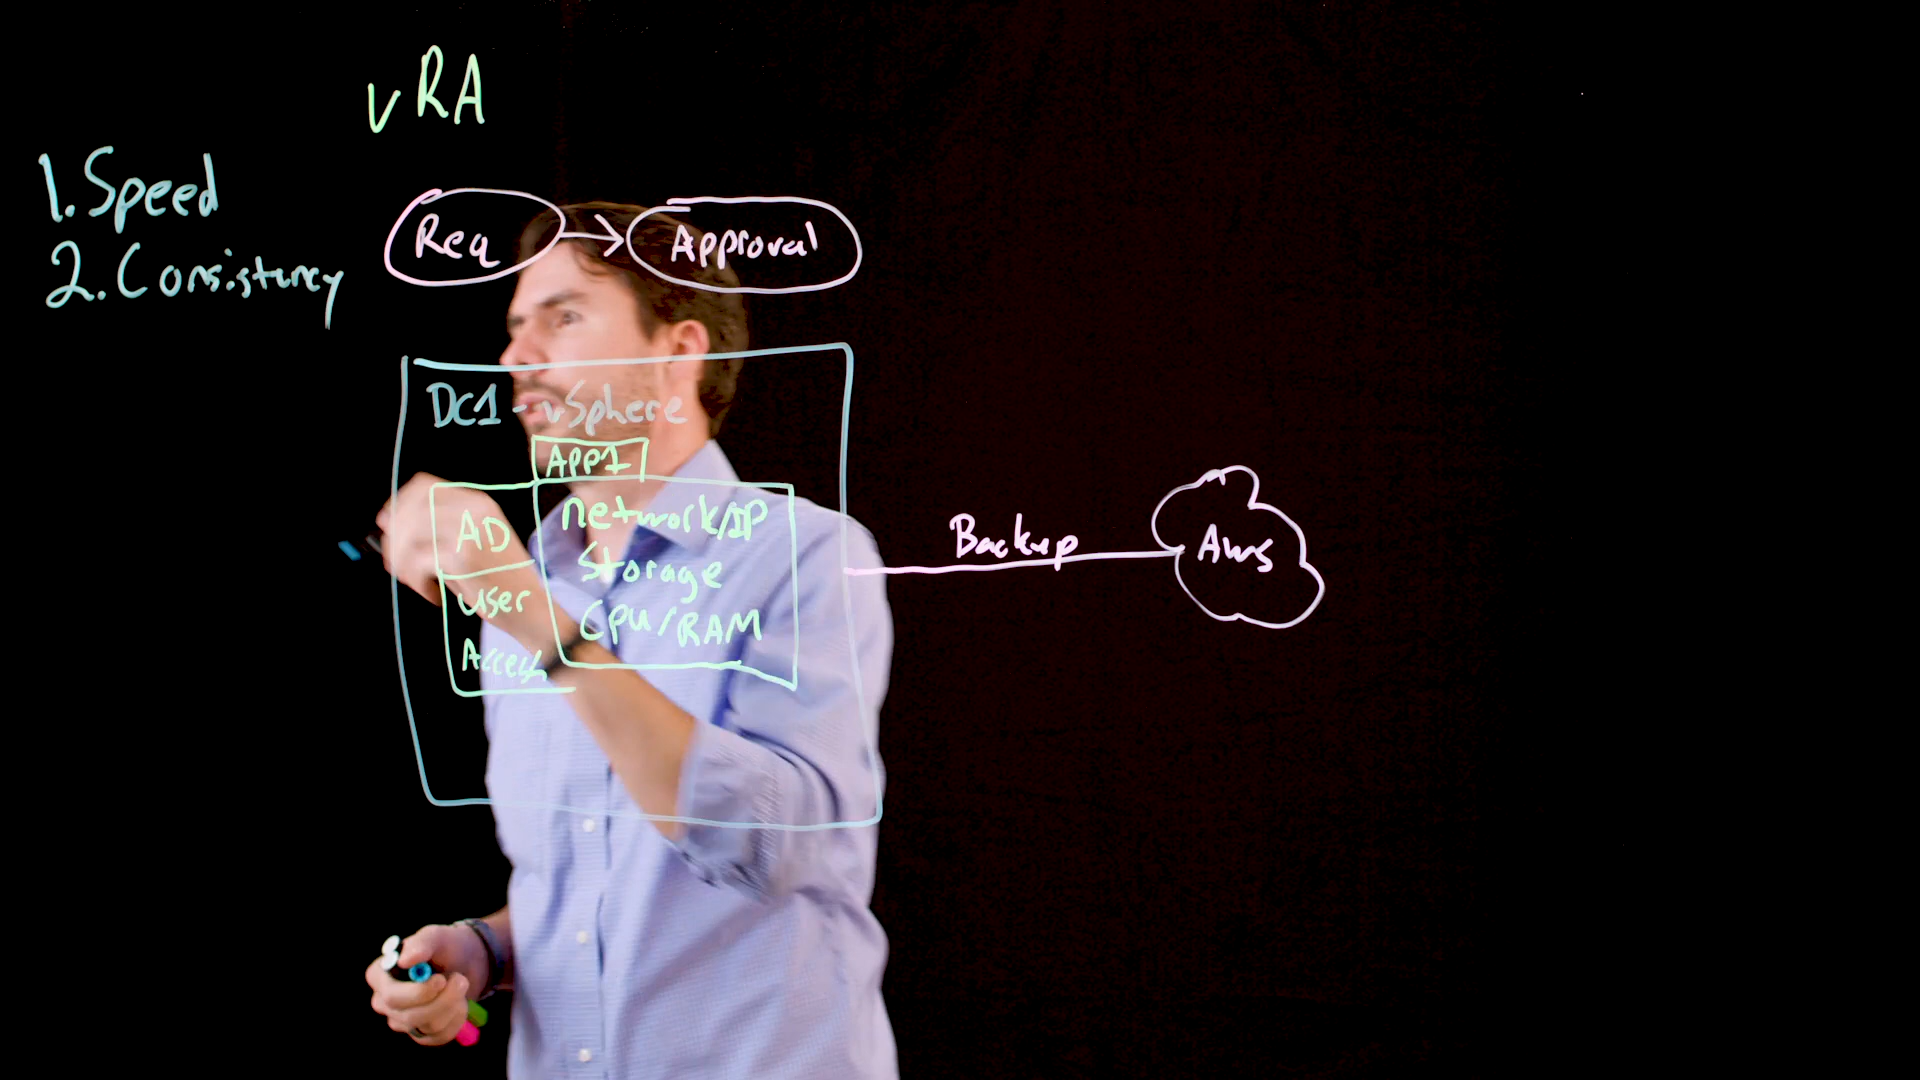 vRA
1. Speed
2. Consistency
Req
Approval
DC1 - vSphere
App1
AD
User
Access
Network/IP
Storage
CPU/RAM
Backup
AWS